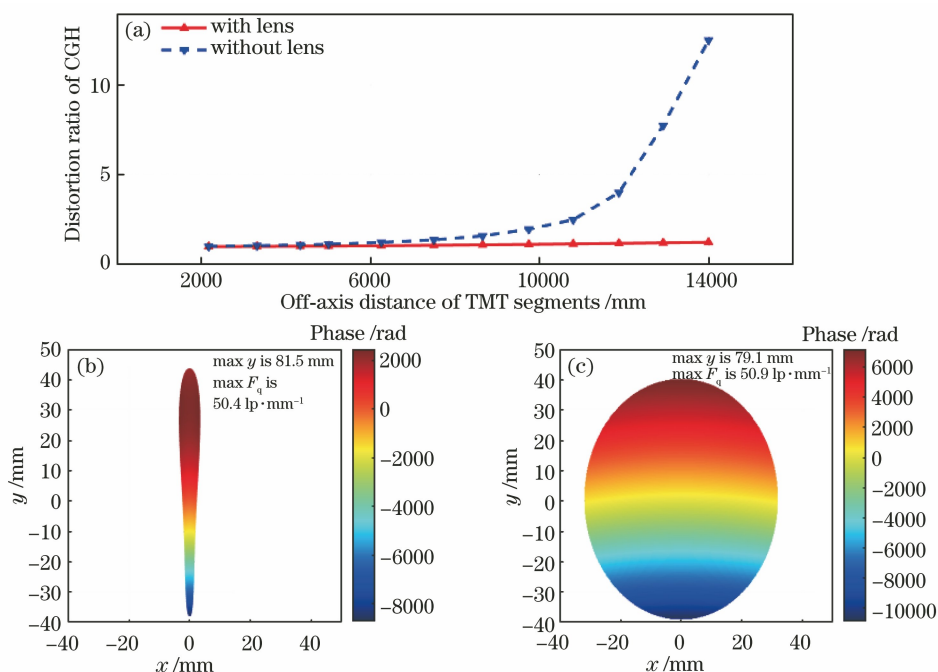 (a)
with lens
without lens
Distortion ratio of CGH
10
5
0
2000 6000 10000 14000
Off-axis distance of TMT segments /mm
Phase /rad
(b)
max y is 81.5 mm
max Fq is
50.4 lp·mm⁻¹
50
40
30
20
10
0
−10
−20
−30
−40
y /mm
−40 −20 0 20 40
x /mm
2000
0
−2000
−4000
−6000
−8000
Phase /rad
(c)
max y is 79.1 mm
max Fq is 50.9 lp·mm⁻¹
50
40
30
20
10
0
−10
−20
−30
−40
y /mm
−40 −20 0 20 40
x /mm
6000
4000
2000
0
−2000
−4000
−6000
−8000
−10000